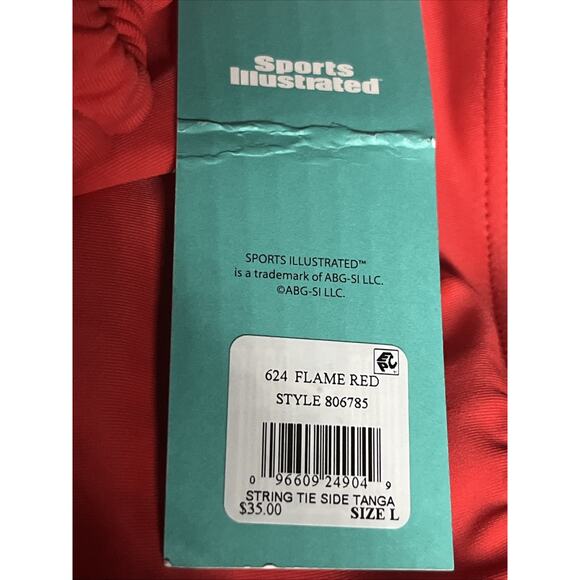 Sports
Illustrated
SPORTS ILLUSTRATED™
is a trademark of ABG-SI LLC.
©ABG-SI LLC.
624 FLAME RED
STYLE 806785
0 96609 24904 9
STRING TIE SIDE TANGA
$35.00 SIZE L